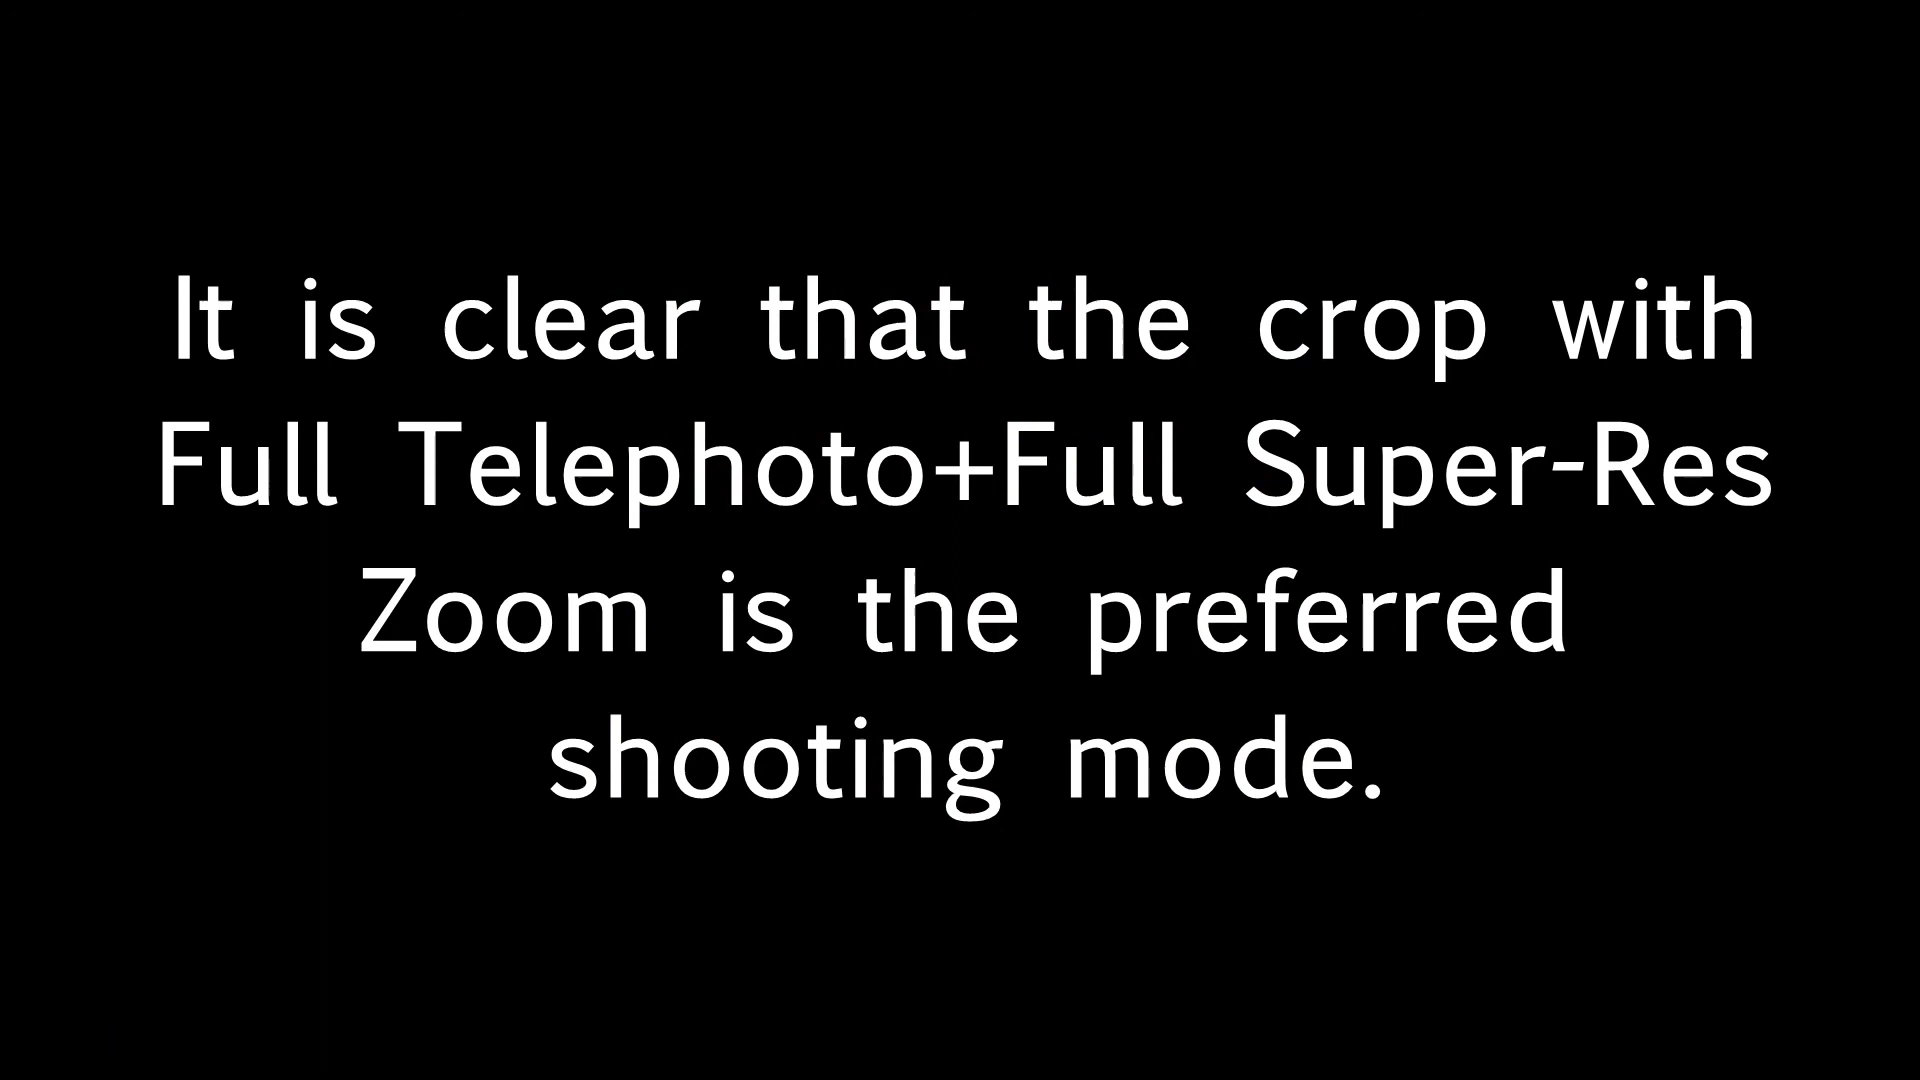 It is clear that the crop with
Full Telephoto+Full Super-Res
Zoom is the preferred
shooting mode.